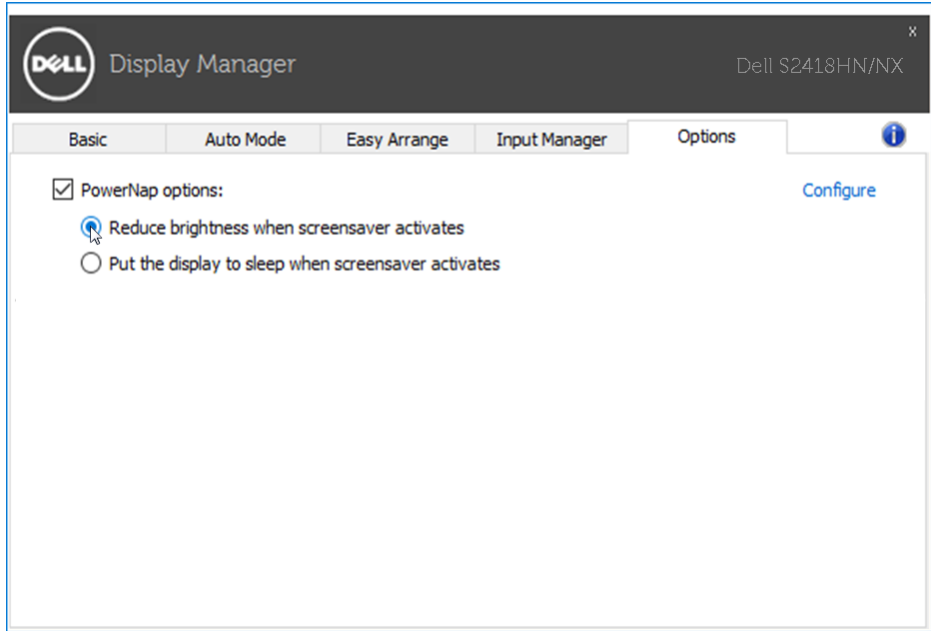 X
DELL Display Manager
Dell S2418HN/NX
Basic Auto Mode Easy Arrange Input Manager Options i
PowerNap options: Configure
Reduce brightness when screensaver activates
Put the display to sleep when screensaver activates